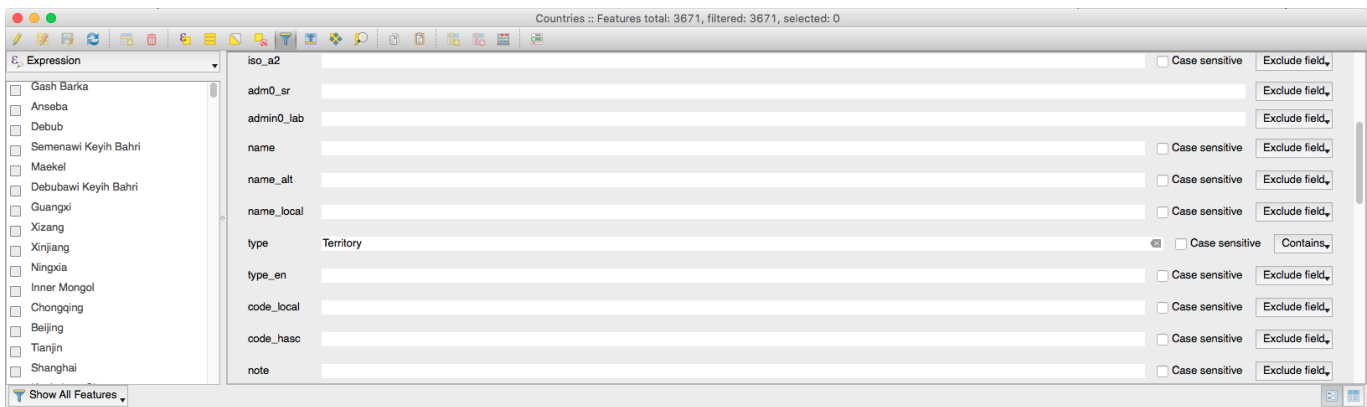 Countries :: Features total: 3671, filtered: 3671, selected: 0
Expression
Gash Barka
Anseba
Debub
Semenawi Keyih Bahri
Maekel
Debubawi Keyih Bahri
Guangxi
Xizang
Xinjiang
Ningxia
Inner Mongol
Chongqing
Beijing
Tianjin
Shanghai
iso_a2 Case sensitive Exclude field
adm0_sr Exclude field
admin0_lab Exclude field
name Case sensitive Exclude field
name_alt Case sensitive Exclude field
name_local Case sensitive Exclude field
type Territory Case sensitive Contains
type_en Case sensitive Exclude field
code_local Case sensitive Exclude field
code_hasc Case sensitive Exclude field
note Case sensitive Exclude field
Show All Features